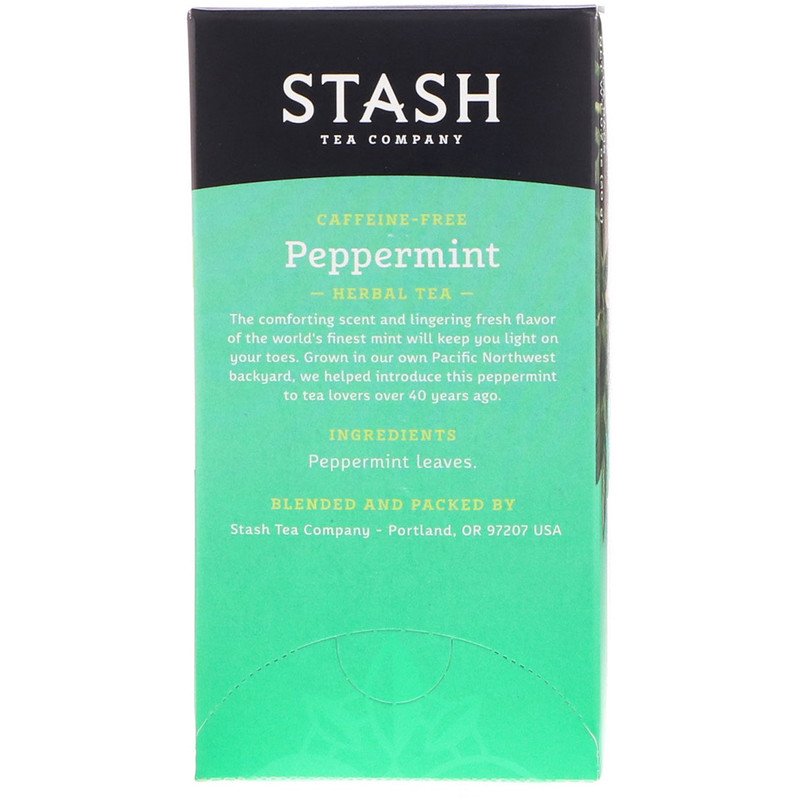 STASH
TEA COMPANY
CAFFEINE-FREE
Peppermint
— HERBAL TEA —
The comforting scent and lingering fresh flavor
of the world's finest mint will keep you light on
your toes. Grown in our own Pacific Northwest
backyard, we helped introduce this peppermint
to tea lovers over 40 years ago.
INGREDIENTS
Peppermint leaves.
BLENDED AND PACKED BY
Stash Tea Company - Portland, OR 97207 USA